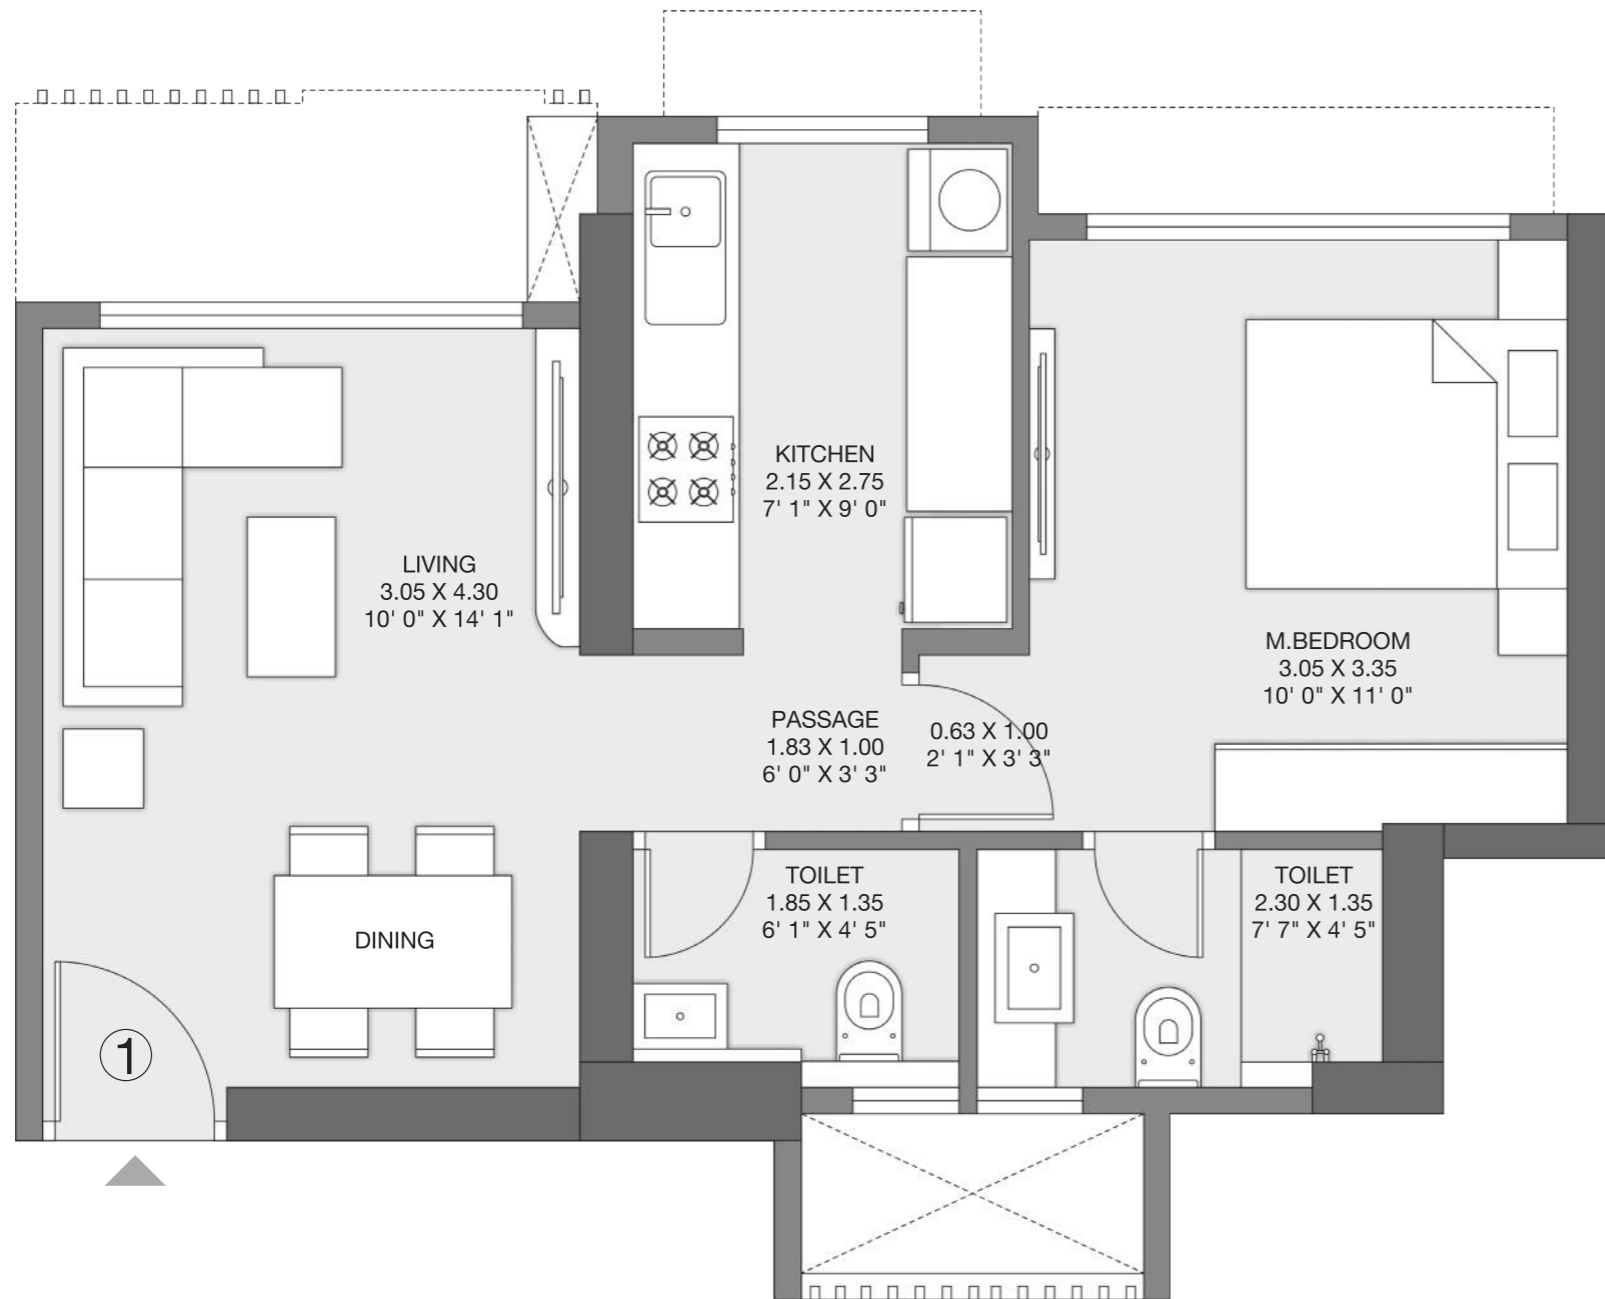 KITCHEN
2.15 X 2.75
7' 1" X 9' 0"
LIVING
3.05 X 4.30
10' 0" X 14' 1"
M.BEDROOM
3.05 X 3.35
10' 0" X 11' 0"
PASSAGE
1.83 X 1.00
6' 0" X 3' 3"
0.63 X 1.00
2' 1" X 3' 3"
TOILET
1.85 X 1.35
6' 1" X 4' 5"
TOILET
2.30 X 1.35
7' 7" X 4' 5"
DINING
1